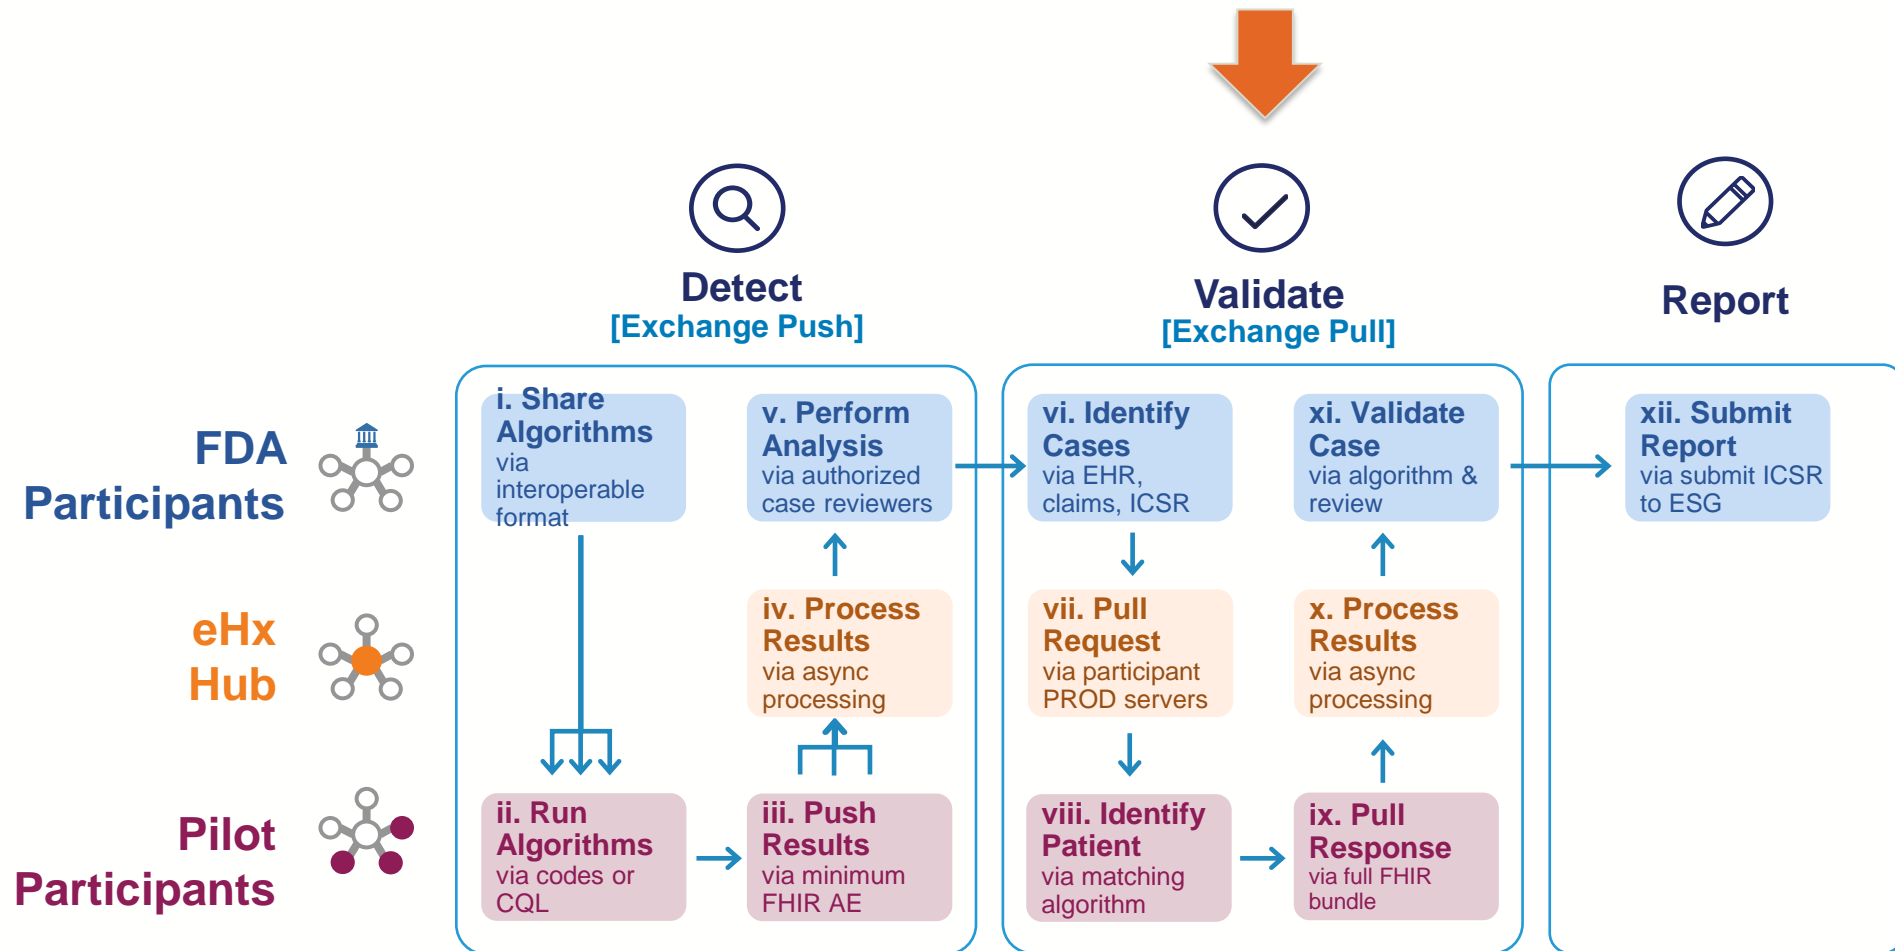 Detect
[Exchange Push]
Validate
[Exchange Pull]
Report
FDA
Participants
i. Share
Algorithms
via
interoperable
format
v. Perform
Analysis
via authorized
case reviewers
vi. Identify
Cases
via EHR,
claims, ICSR
xi. Validate
Case
via algorithm &
review
xii. Submit
Report
via submit ICSR
to ESG
eHx
Hub
iv. Process
Results
via async
processing
vii. Pull
Request
via participant
PROD servers
x. Process
Results
via async
processing
Pilot
Participants
ii. Run
Algorithms
via codes or
CQL
iii. Push
Results
via minimum
FHIR AE
viii. Identify
Patient
via matching
algorithm
ix. Pull
Response
via full FHIR
bundle